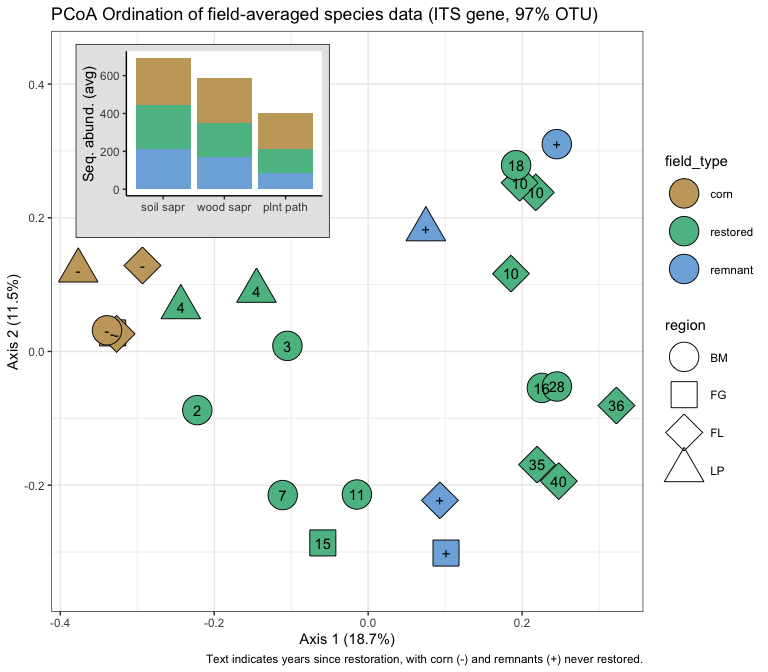 PCoA Ordination of field-averaged species data (ITS gene, 97% OTU)
Axis 2 (11.5%)
0.4
0.2
0.0
-0.2
Seq. abund. (avg)
600
400
200
0
soil sapr wood sapr plnt path
+
18
10 10
+
10
-
-
4
4
-
-
3
2
16 28
36
35
40
7
11
+
15
+
-0.4 -0.2 0.0 0.2
Axis 1 (18.7%)
Text indicates years since restoration, with corn (-) and remnants (+) never restored.
field_type
corn
restored
remnant
region
BM
FG
FL
LP